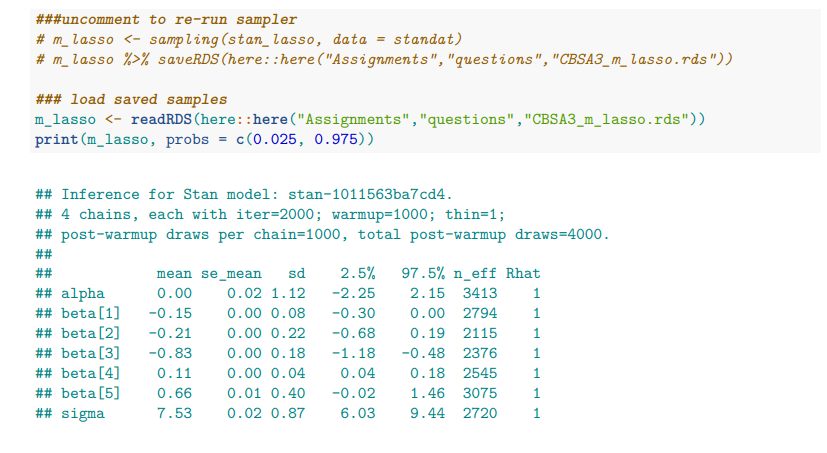 ###uncomment to re-run sampler
# m_lasso <- sampling(stan_lasso, data = standat)
# m_lasso %>% saveRDS(here::here("Assignments","questions","CBSA3_m_lasso.rds"))
### load saved samples
m_lasso <- readRDS(here::here("Assignments","questions","CBSA3_m_lasso.rds"))
print(m_lasso, probs = c(0.025, 0.975))
## Inference for Stan model: stan-1011563ba7cd4.
## 4 chains, each with iter=2000; warmup=1000; thin=1;
## post-warmup draws per chain=1000, total post-warmup draws=4000.
##
##            mean se_mean   sd  2.5% 97.5% n_eff Rhat
## alpha      0.00    0.02 1.12 -2.25  2.15  3413    1
## beta[1]   -0.15    0.00 0.08 -0.30  0.00  2794    1
## beta[2]   -0.21    0.00 0.22 -0.68  0.19  2115    1
## beta[3]   -0.83    0.00 0.18 -1.18 -0.48  2376    1
## beta[4]    0.11    0.00 0.04  0.04  0.18  2545    1
## beta[5]    0.66    0.01 0.40 -0.02  1.46  3075    1
## sigma      7.53    0.02 0.87  6.03  9.44  2720    1